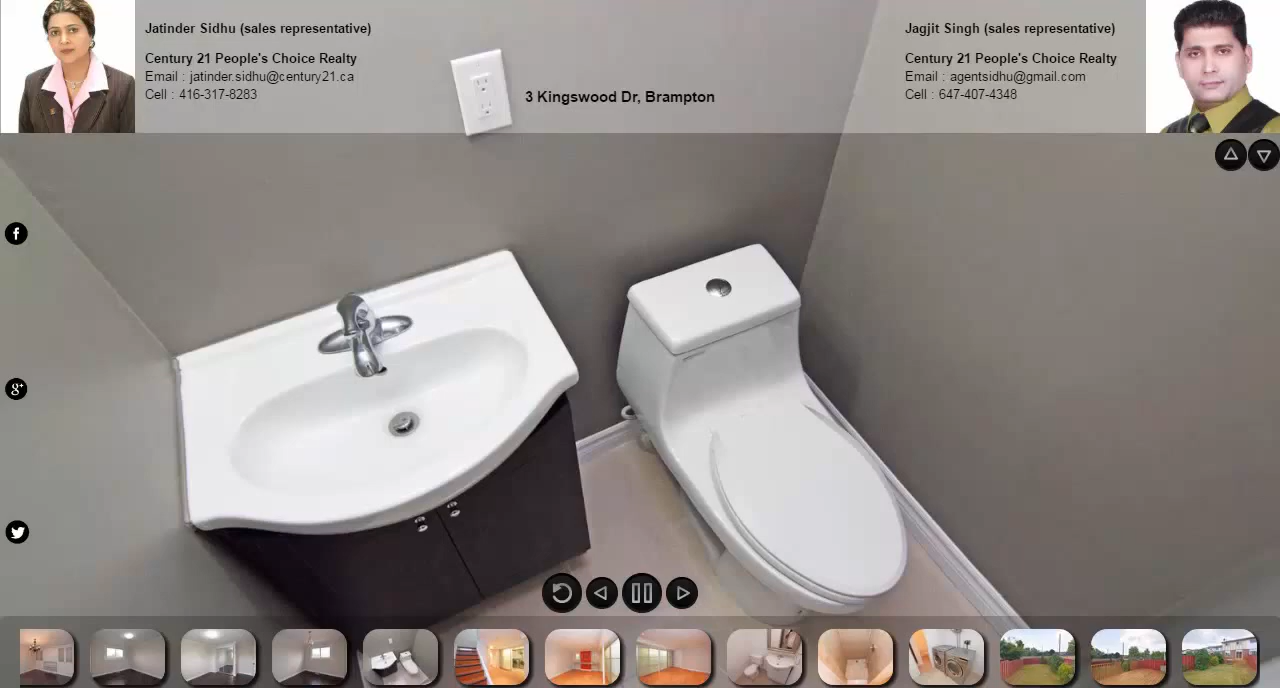 Jatinder Sidhu (sales representative)
Century 21 People's Choice Realty
Email : jatinder.sidhu@century21.ca
Cell : 416-317-8283
3 Kingswood Dr, Brampton
Jagjit Singh (sales representative)
Century 21 People's Choice Realty
Email : agentsidhu@gmail.com
Cell : 647-407-4348
f
g+